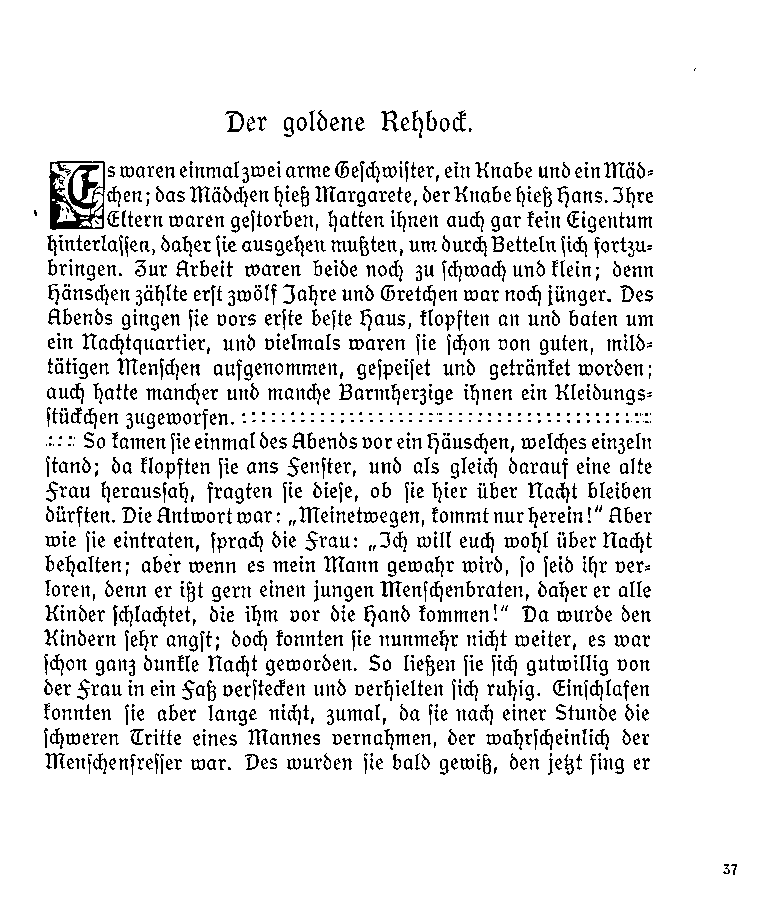 Der goldene Rehbock.
Es waren einmal zwei arme Geschwister, ein Knabe und ein Mäd-
chen; das Mädchen hieß Margarete, der Knabe hieß Hans. Ihre
Eltern waren gestorben, hatten ihnen auch gar kein Eigentum
hinterlassen, daher sie ausgehen mußten, um durch Betteln sich fortzu-
bringen. Zur Arbeit waren beide noch zu schwach und klein; denn
Hänschen zählte erst zwölf Jahre und Gretchen war noch jünger. Des
Abends gingen sie vors erste beste Haus, klopften an und baten um
ein Nachtquartier, und vielmals waren sie schon von guten, mild-
tätigen Menschen aufgenommen, gespeiset und getränket worden;
auch hatte mancher und manche Barmherzige ihnen ein Kleidungs-
stückchen zugeworfen. : : : : : : : : : : : : : : : : : : : : : : : : : : : : : : : : : : : : : : : : : :
: : : So kamen sie einmal des Abends vor ein Häuschen, welches einzeln
stand; da klopften sie ans Fenster, und als gleich darauf eine alte
Frau heraussah, fragten sie diese, ob sie hier über Nacht bleiben
dürften. Die Antwort war: „Meinetwegen, kommt nur herein!" Aber
wie sie eintraten, sprach die Frau: „Ich will euch wohl über Nacht
behalten; aber wenn es mein Mann gewahr wird, so seid ihr ver-
loren, denn er ißt gern einen jungen Menschenbraten, daher er alle
Kinder schlachtet, die ihm vor die Hand kommen!" Da wurde den
Kindern sehr angst; doch konnten sie nunmehr nicht weiter, es war
schon ganz dunkle Nacht geworden. So ließen sie sich gutwillig von
der Frau in ein Faß verstecken und verhielten sich ruhig. Einschlafen
konnten sie aber lange nicht, zumal, da sie nach einer Stunde die
schweren Tritte eines Mannes vernahmen, der wahrscheinlich der
Menschenfresser war. Des wurden sie bald gewiß, den jetzt fing er
37